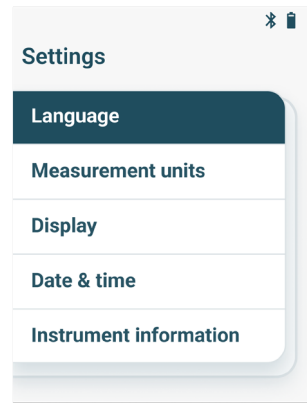 Settings
Language
Measurement units
Display
Date & time
Instrument information